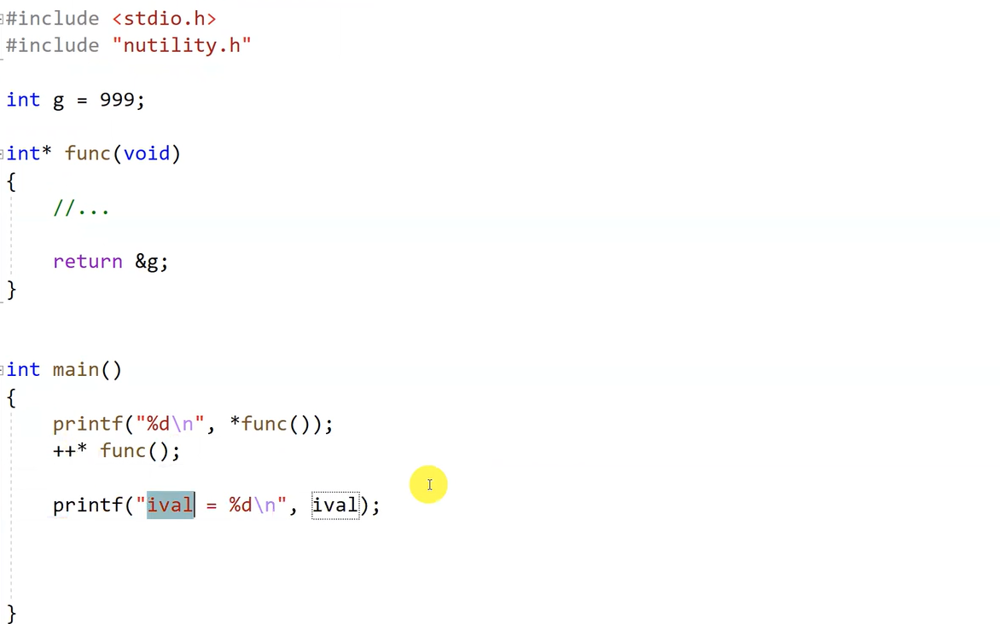 #include <stdio.h>
#include "nutility.h"
int g = 999;
int* func(void)
{
//...
return &g;
}
int main()
{
printf("%d\n", *func());
++* func();
printf("ival = %d\n", ival);
}